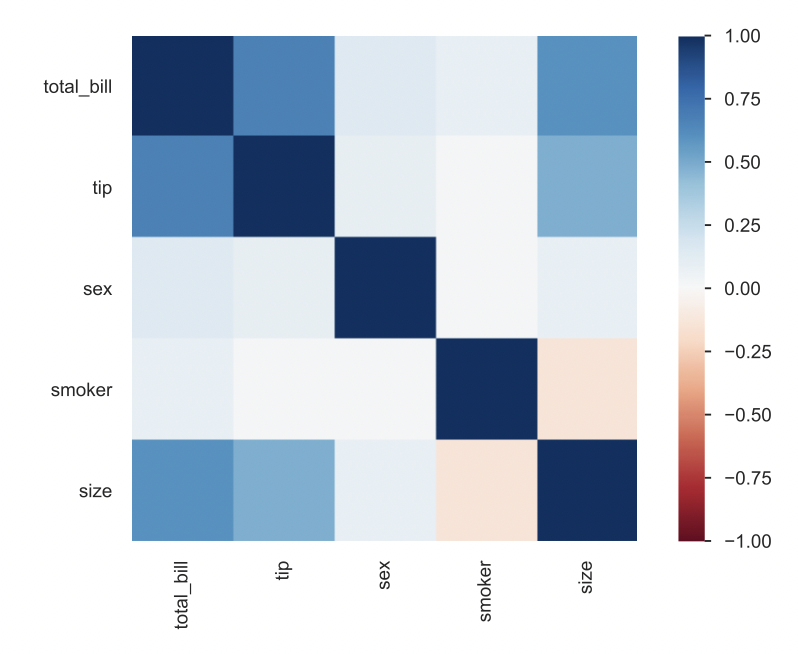 total_bill
tip
sex
smoker
size
total_bill
tip
sex
smoker
size
1.00
0.75
0.50
0.25
0.00
−0.25
−0.50
−0.75
−1.00